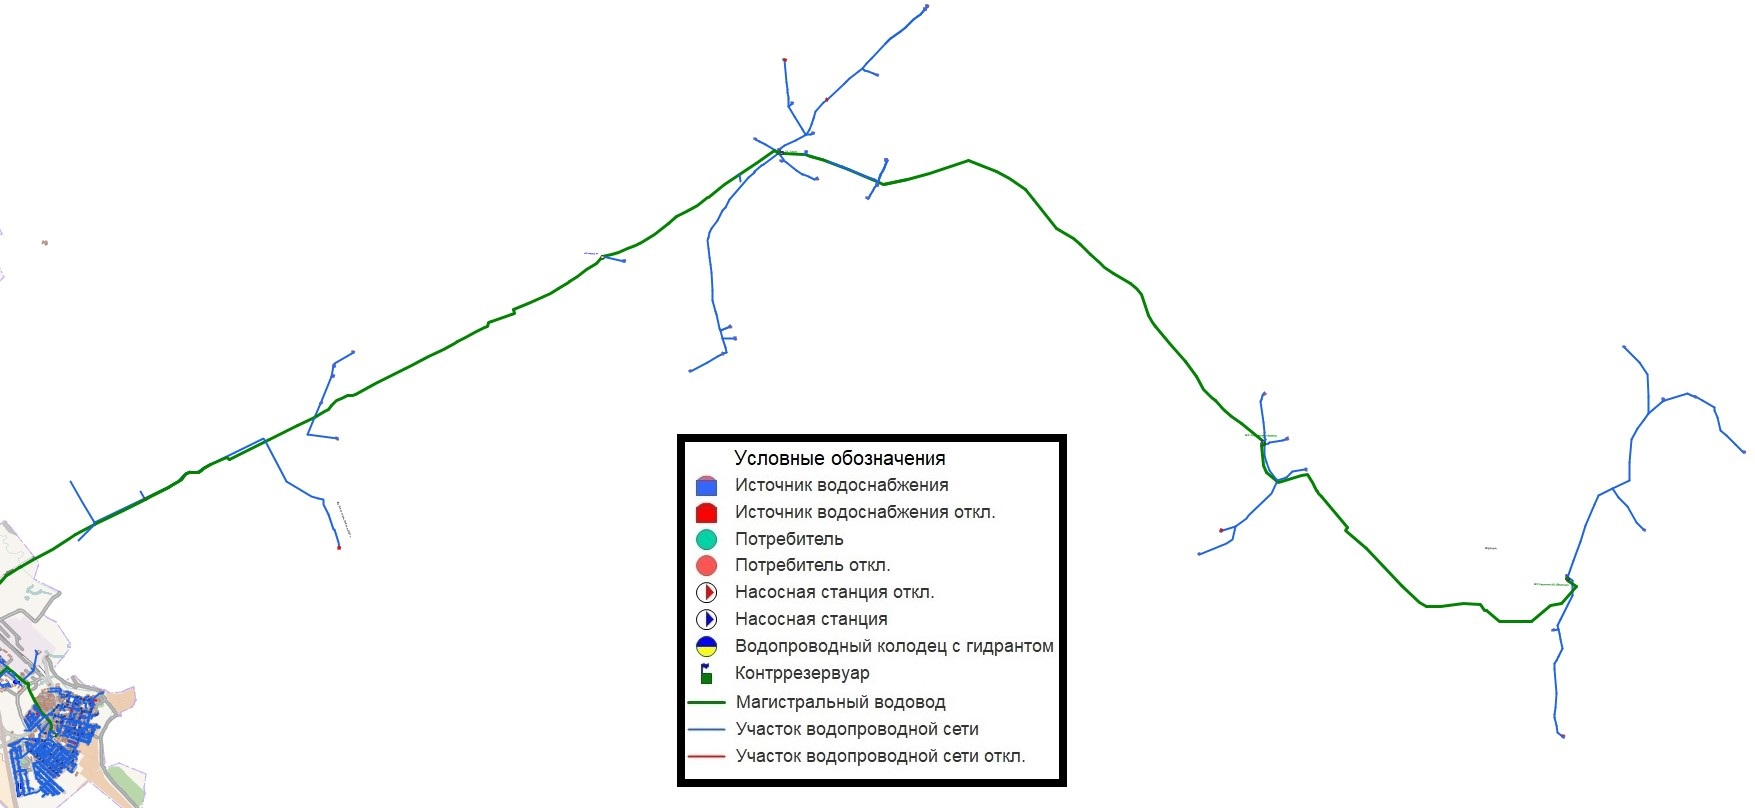 Условные обозначения
Источник водоснабжения
Источник водоснабжения откл.
Потребитель
Потребитель откл.
Насосная станция откл.
Насосная станция
Водопроводный колодец с гидрантом
Контррезервуар
Магистральный водовод
Участок водопроводной сети
Участок водопроводной сети откл.